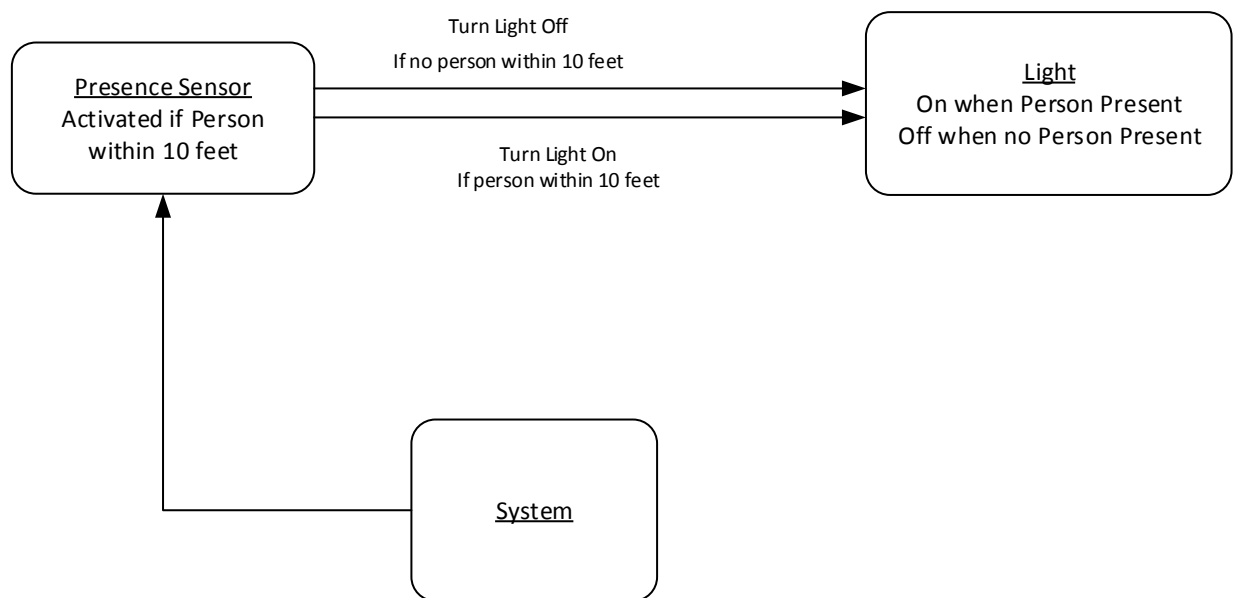 Turn Light Off
If no person within 10 feet
Presence Sensor
Activated if Person
within 10 feet
Light
On when Person Present
Off when no Person Present
Turn Light On
If person within 10 feet
System